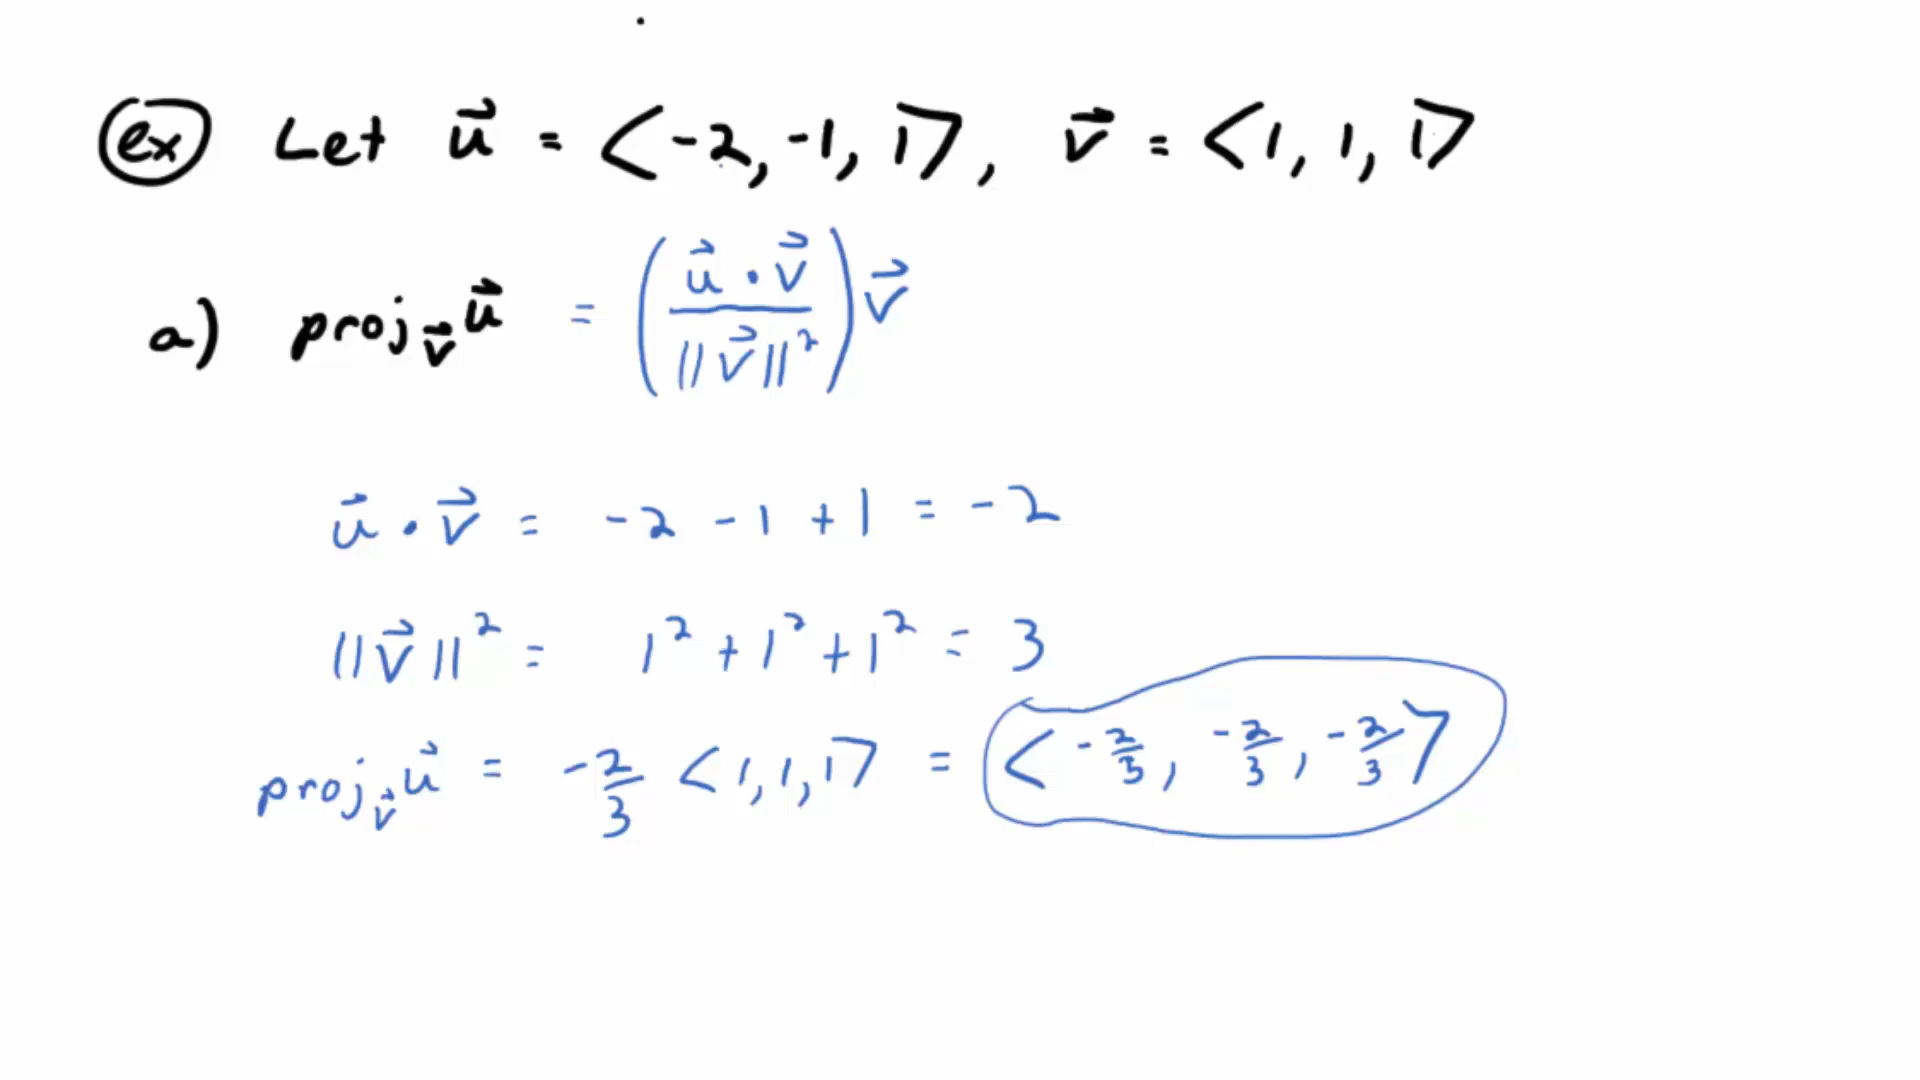 ex Let u⃗ = <-2, -1, 1>, v⃗ = <1, 1, 1>
a) proj_v⃗ u⃗ = (u⃗ · v⃗ / ||v⃗||²) v⃗
u⃗ · v⃗ = -2 - 1 + 1 = -2
||v⃗||² = 1² + 1² + 1² = 3
proj_v⃗ u⃗ = -2/3 <1, 1, 1> = <-2/3, -2/3, -2/3>